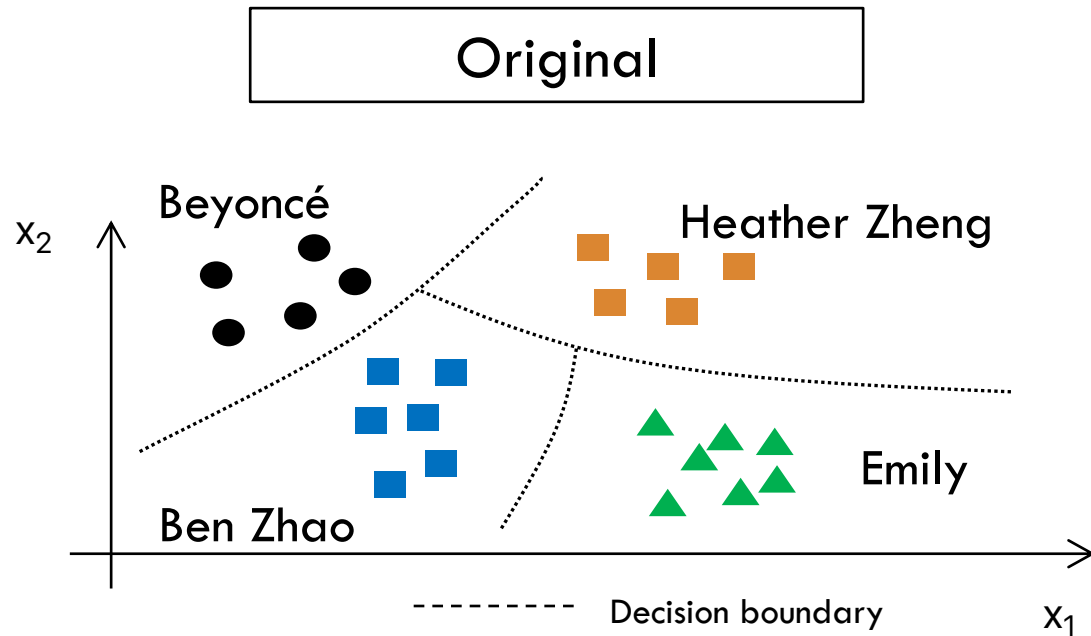 Original
Beyoncé
Heather Zheng
x₂
Emily
Ben Zhao
Decision boundary
x₁